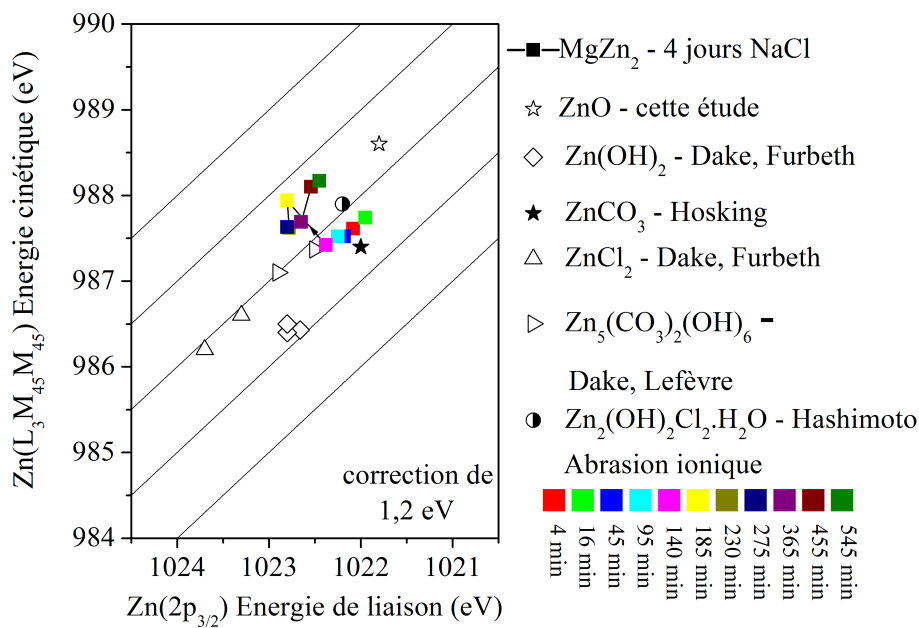 990
989
988
987
986
985
984
Zn(L₃M₄₅M₄₅) Energie cinétique (eV)
correction de
1,2 eV
1024
1023
1022
1021
Zn(2p₃/₂) Energie de liaison (eV)
MgZn₂ - 4 jours NaCl
ZnO - cette étude
Zn(OH)₂ - Dake, Furbeth
ZnCO₃ - Hosking
ZnCl₂ - Dake, Furbeth
Zn₅(CO₃)₂(OH)₆ -
Dake, Lefèvre
Zn₂(OH)₂Cl₂.H₂O - Hashimoto
Abrasion ionique
4 min
16 min
45 min
95 min
140 min
185 min
230 min
275 min
365 min
455 min
545 min